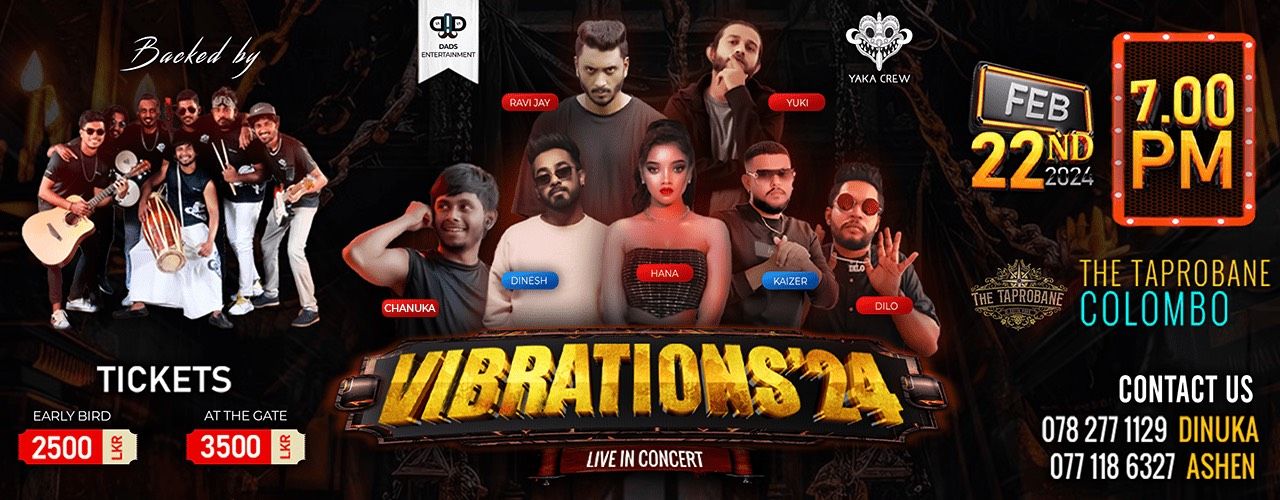 Backed by
DADS
ENTERTAINMENT
YAKA CREW
RAVI JAY
YUKI
CHANUKA
DINESH
HANA
KAIZER
DILO
DILO
FEB
22ND
2024
7.00
PM
THE TAPROBANE
THE TAPROBANE
COLOMBO
VIBRATIONS'24
LIVE IN CONCERT
TICKETS
EARLY BIRD
2500 LKR
AT THE GATE
3500 LKR
CONTACT US
078 277 1129 DINUKA
077 118 6327 ASHEN